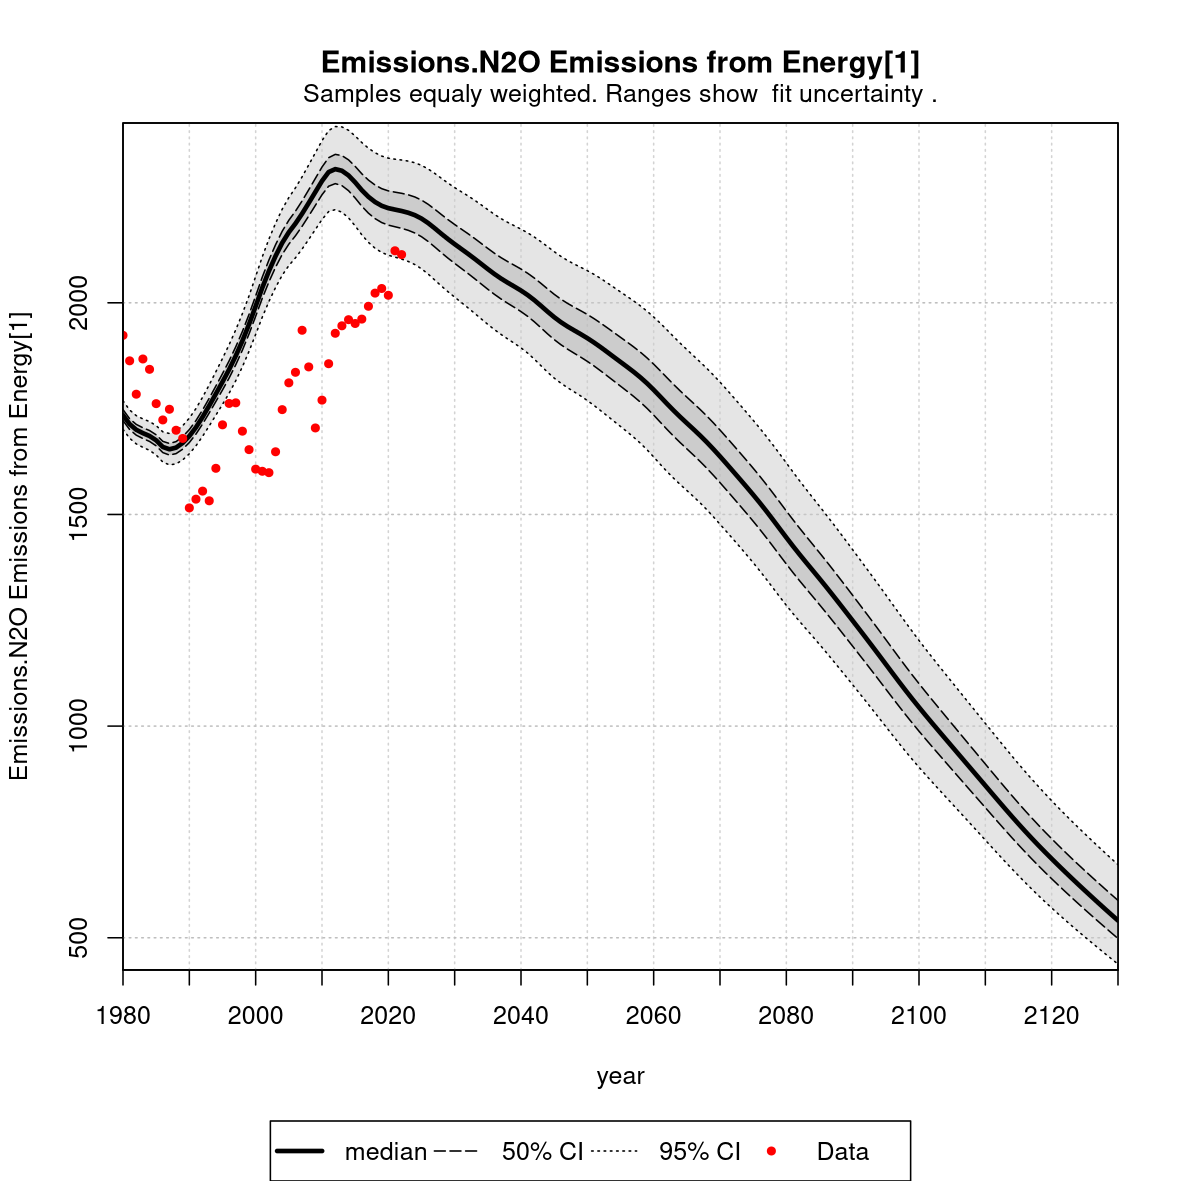 Emissions.N2O Emissions from Energy[1]
Samples equaly weighted. Ranges show  fit uncertainty .
Emissions.N2O Emissions from Energy[1]
2000
1500
1000
500
1980 2000 2020 2040 2060 2080 2100 2120
year
median 50% CI 95% CI Data